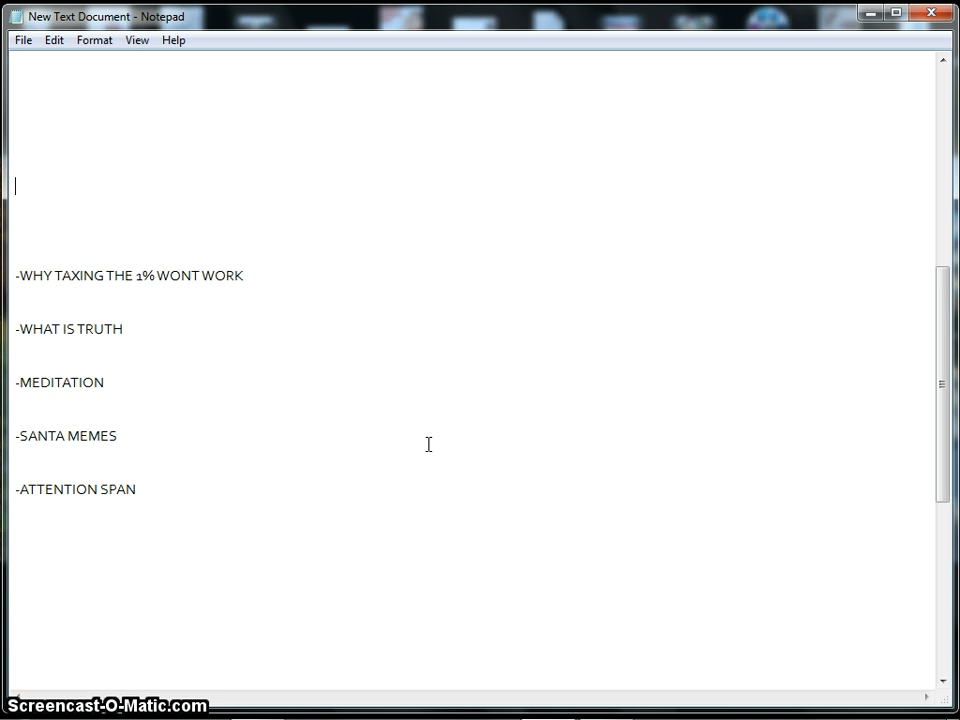 New Text Document - Notepad
File Edit Format View Help
-WHY TAXING THE 1% WONT WORK
-WHAT IS TRUTH
-MEDITATION
-SANTA MEMES
-ATTENTION SPAN
Screencast-O-Matic.com